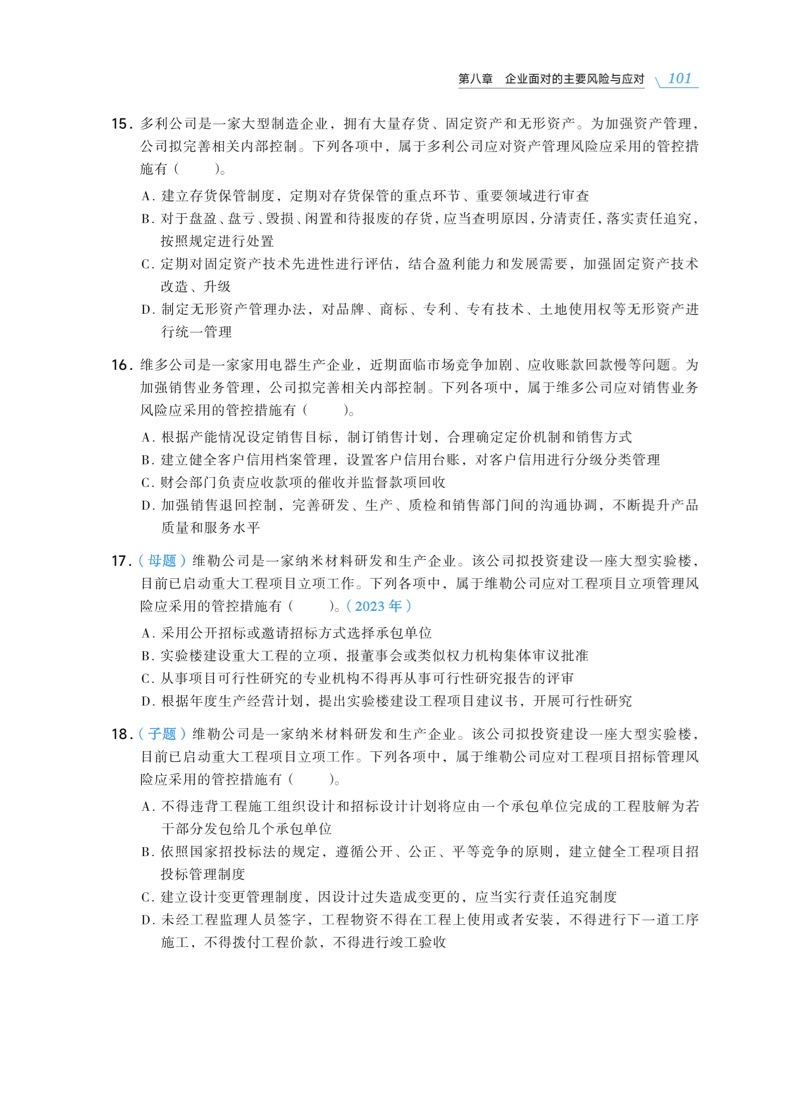 第八章 企业面对的主要风险与应对 101
15. 多利公司是一家大型制造企业，拥有大量存货、固定资产和无形资产。为加强资产管理，
公司拟完善相关内部控制。下列各项中，属于多利公司应对资产管理风险应采用的管控措
施有（　　）。
A. 建立存货保管制度，定期对存货保管的重点环节、重要领域进行审查
B. 对于盘盈、盘亏、毁损、闲置和待报废的存货，应当查明原因，分清责任，落实责任追究，
按照规定进行处置
C. 定期对固定资产技术先进性进行评估，结合盈利能力和发展需要，加强固定资产技术
改造、升级
D. 制定无形资产管理办法，对品牌、商标、专利、专有技术、土地使用权等无形资产进
行统一管理
16. 维多公司是一家家用电器生产企业，近期面临市场竞争加剧、应收账款回款慢等问题。为
加强销售业务管理，公司拟完善相关内部控制。下列各项中，属于维多公司应对销售业务
风险应采用的管控措施有（　　）。
A. 根据产能情况设定销售目标，制订销售计划，合理确定定价机制和销售方式
B. 建立健全客户信用档案管理，设置客户信用台账，对客户信用进行分级分类管理
C. 财会部门负责应收款项的催收并监督款项回收
D. 加强销售退回控制，完善研发、生产、质检和销售部门间的沟通协调，不断提升产品
质量和服务水平
17.（母题）维勒公司是一家纳米材料研发和生产企业。该公司拟投资建设一座大型实验楼，
目前已启动重大工程项目立项工作。下列各项中，属于维勒公司应对工程项目立项管理风
险应采用的管控措施有（　　）。（2023 年）
A. 采用公开招标或邀请招标方式选择承包单位
B. 实验楼建设重大工程的立项，报董事会或类似权力机构集体审议批准
C. 从事项目可行性研究的专业机构不得再从事可行性研究报告的评审
D. 根据年度生产经营计划，提出实验楼建设工程项目建议书，开展可行性研究
18.（子题）维勒公司是一家纳米材料研发和生产企业。该公司拟投资建设一座大型实验楼，
目前已启动重大工程项目立项工作。下列各项中，属于维勒公司应对工程项目招标管理风
险应采用的管控措施有（　　）。
A. 不得违背工程施工组织设计和招标设计计划将应由一个承包单位完成的工程肢解为若
干部分发包给几个承包单位
B. 依照国家招投标法的规定，遵循公开、公正、平等竞争的原则，建立健全工程项目招
投标管理制度
C. 建立设计变更管理制度，因设计过失造成变更的，应当实行责任追究制度
D. 未经工程监理人员签字，工程物资不得在工程上使用或者安装，不得进行下一道工序
施工，不得拨付工程价款，不得进行竣工验收